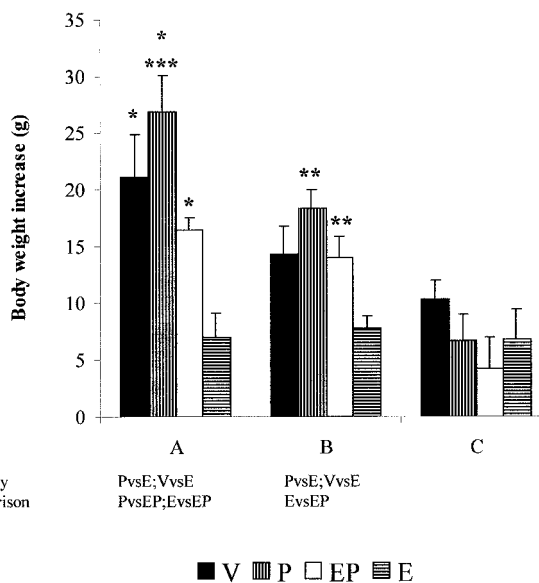 35
*
***
30
*
25
Body weight increase (g)
**
20
*
**
15
10
5
0
A B C
y PvsE;VvsE PvsE;VvsE
rison PvsEP;EvsEP EvsEP
V P EP E